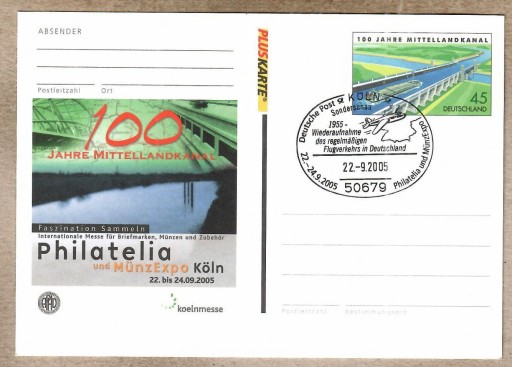 ABSENDER
Postleitzahl
Ort
100
JAHRE MITTELLANDKANAL
Faszination Sammeln
Internationale Messe für Briefmarken, Münzen und Zubehör
Philatelia
und MünzExpo Köln
22. bis 24.09.2005
koelnmesse
PLUSKARTE
100 JAHRE MITTELLANDKANAL
45
DEUTSCHLAND
Deutsche Post KÖLN
1955 -
Wiederaufnahme
des regelmäßigen
Flugverkehrs in Deutschland
22.-9.2005
50679
22.-24.9.2005
Philatelia und MünzExpo
Postleitzahl
Bestimmungsort